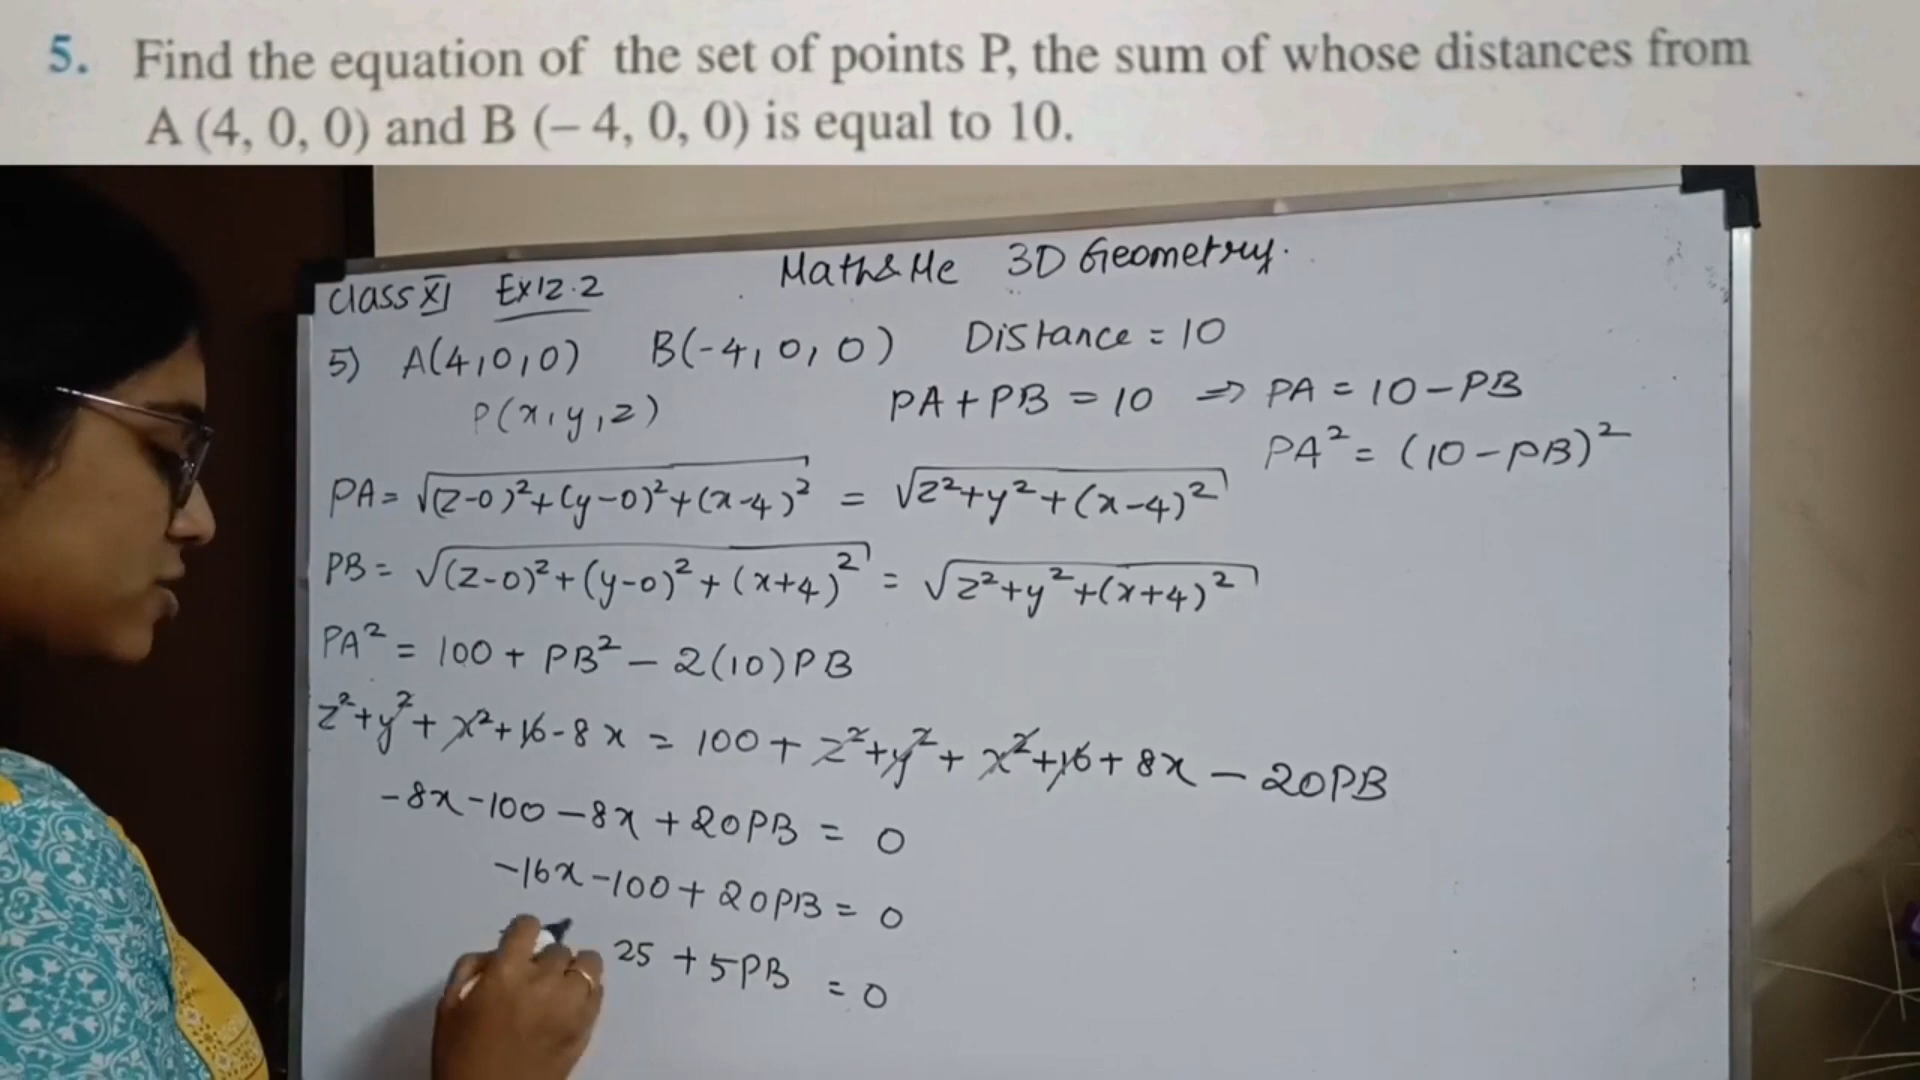 5. Find the equation of the set of points P, the sum of whose distances from
A (4, 0, 0) and B (– 4, 0, 0) is equal to 10.
Math&Me 3D Geometry.
Class XI Ex12.2
5) A(4,0,0) B(-4,0,0) Distance = 10
P(x,y,z) PA+PB = 10 ⇒ PA = 10-PB
PA² = (10-PB)²
PA = √(z-0)²+(y-0)²+(x-4)² = √z²+y²+(x-4)²
PB = √(z-0)²+(y-0)²+(x+4)² = √z²+y²+(x+4)²
PA² = 100 + PB² - 2(10)PB
z²+y²+x²+16-8x = 100+z²+y²+x²+16+8x-20PB
-8x-100-8x+20PB = 0
-16x-100+20PB = 0
25 +5PB = 0